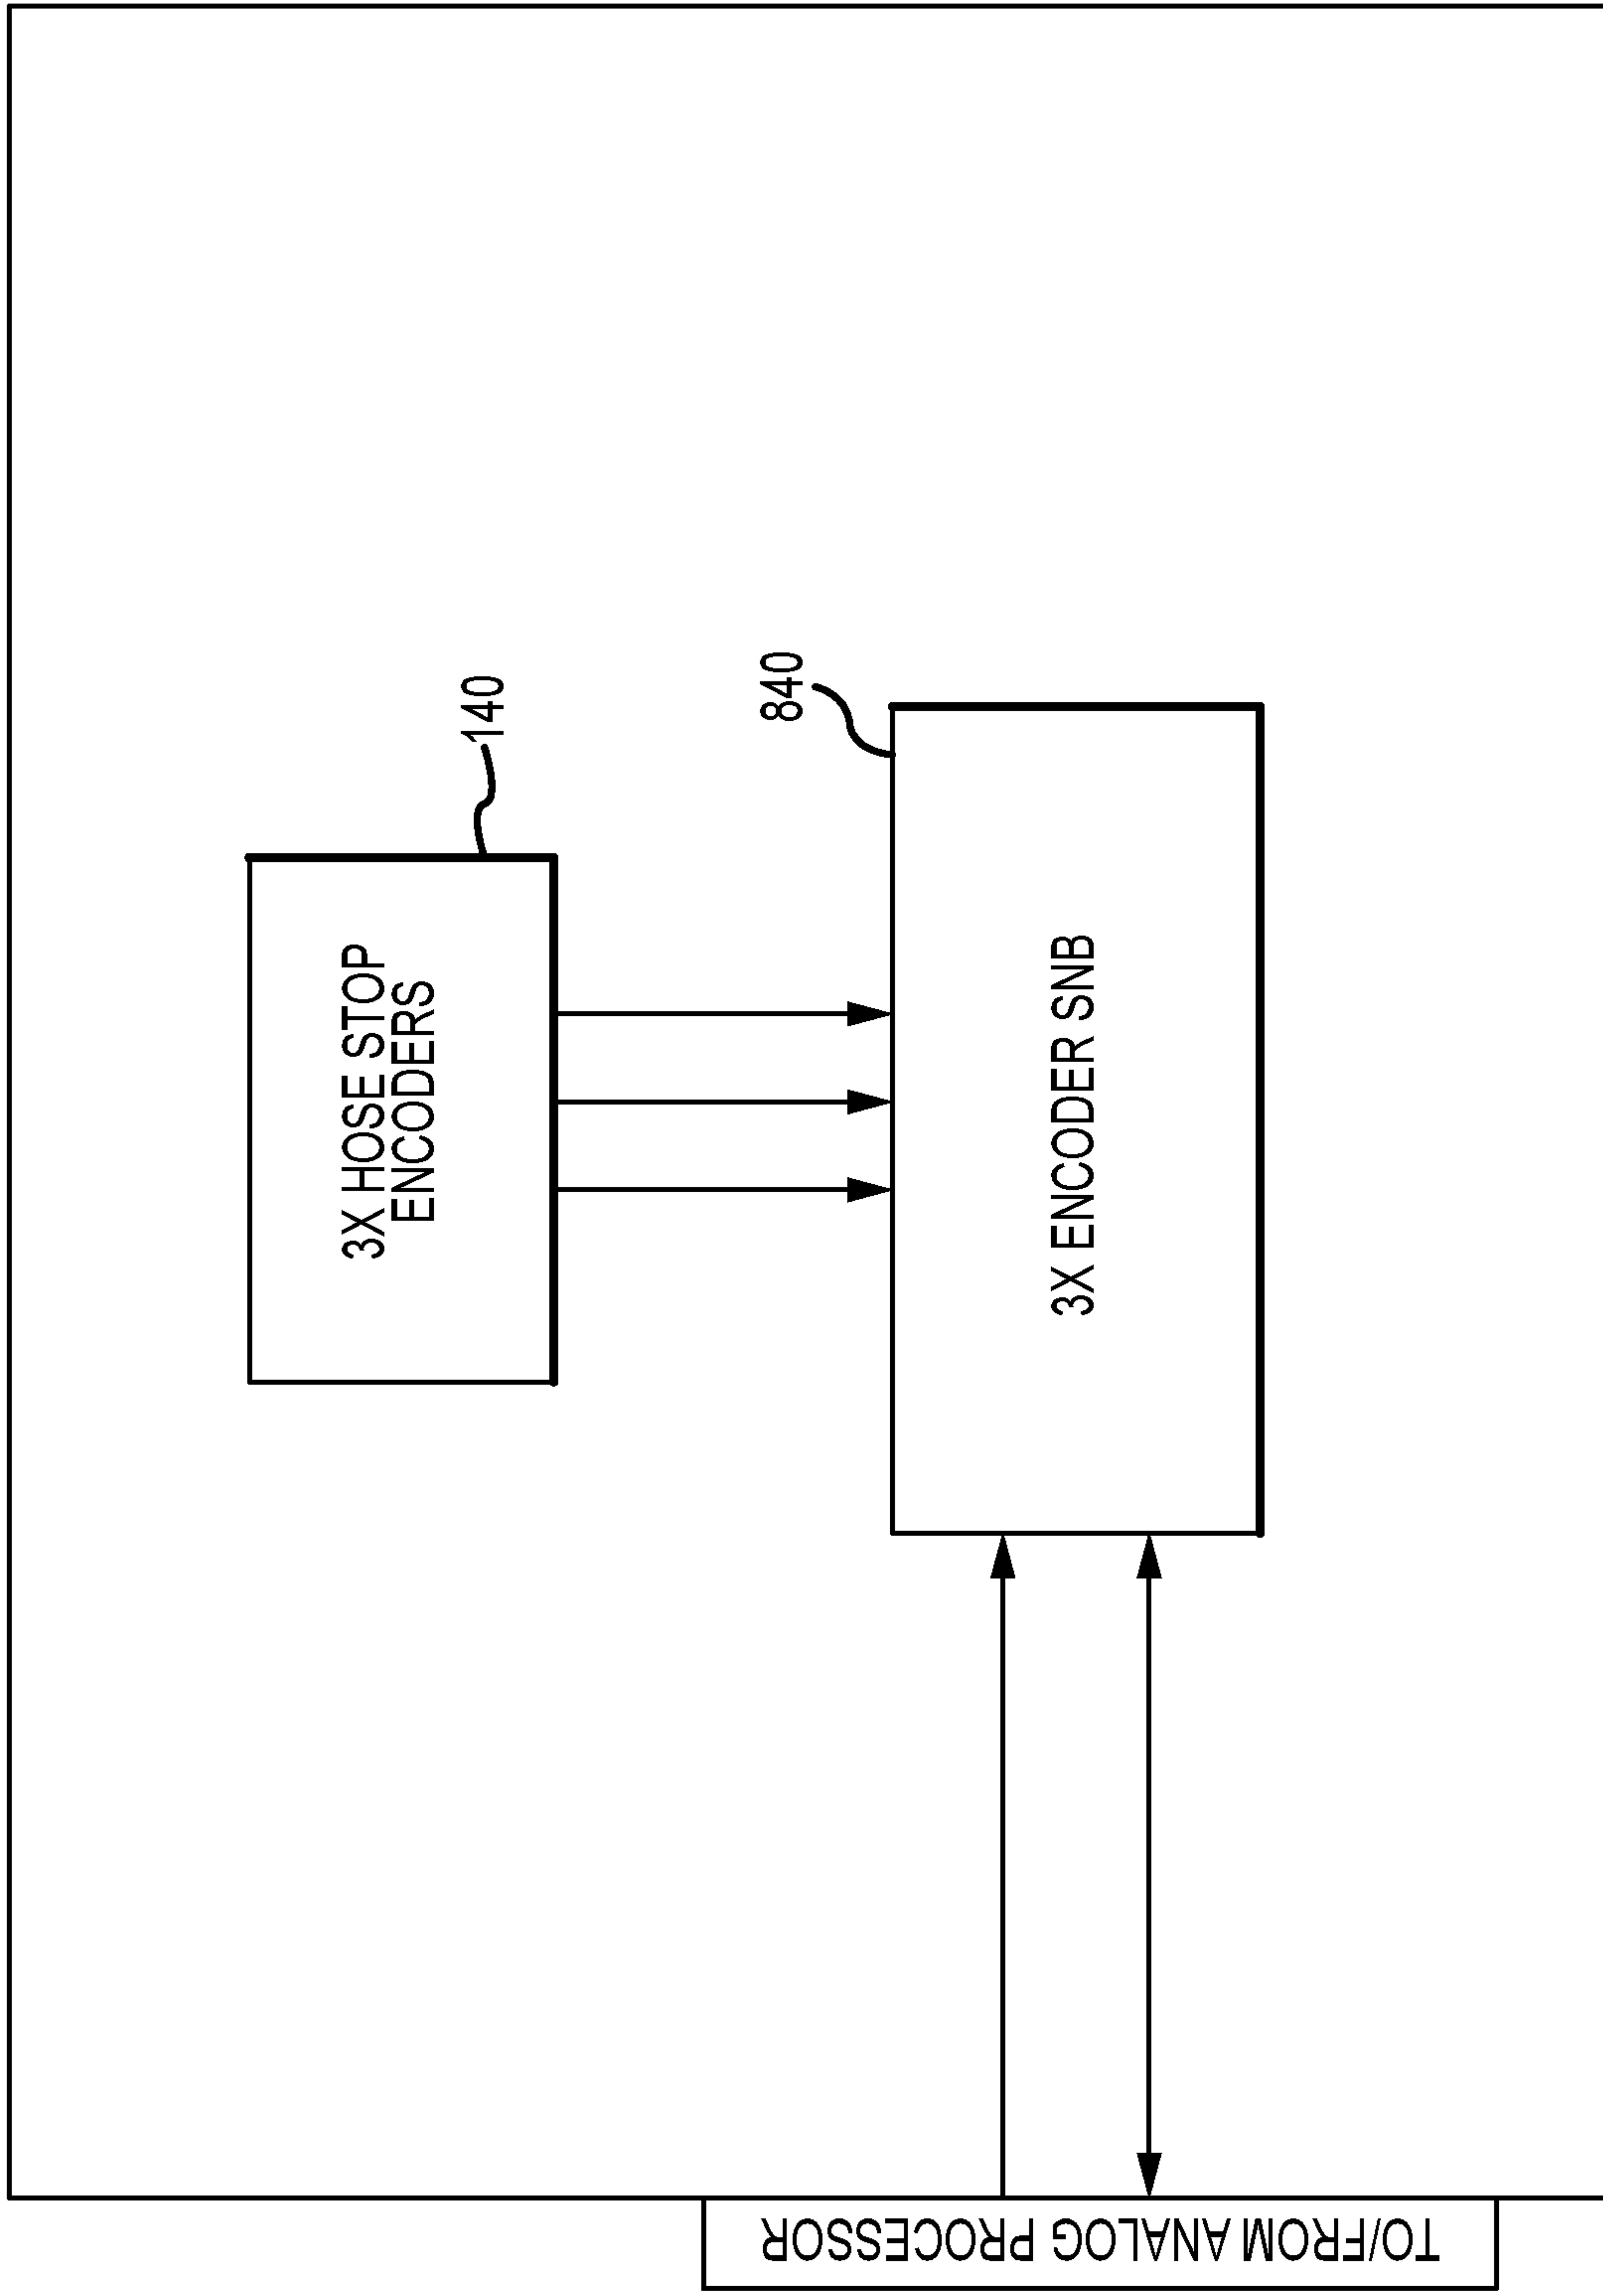 3X HOSE STOP
ENCODERS
140
840
3X ENCODER SNB
TO/FROM ANALOG PROCESSOR